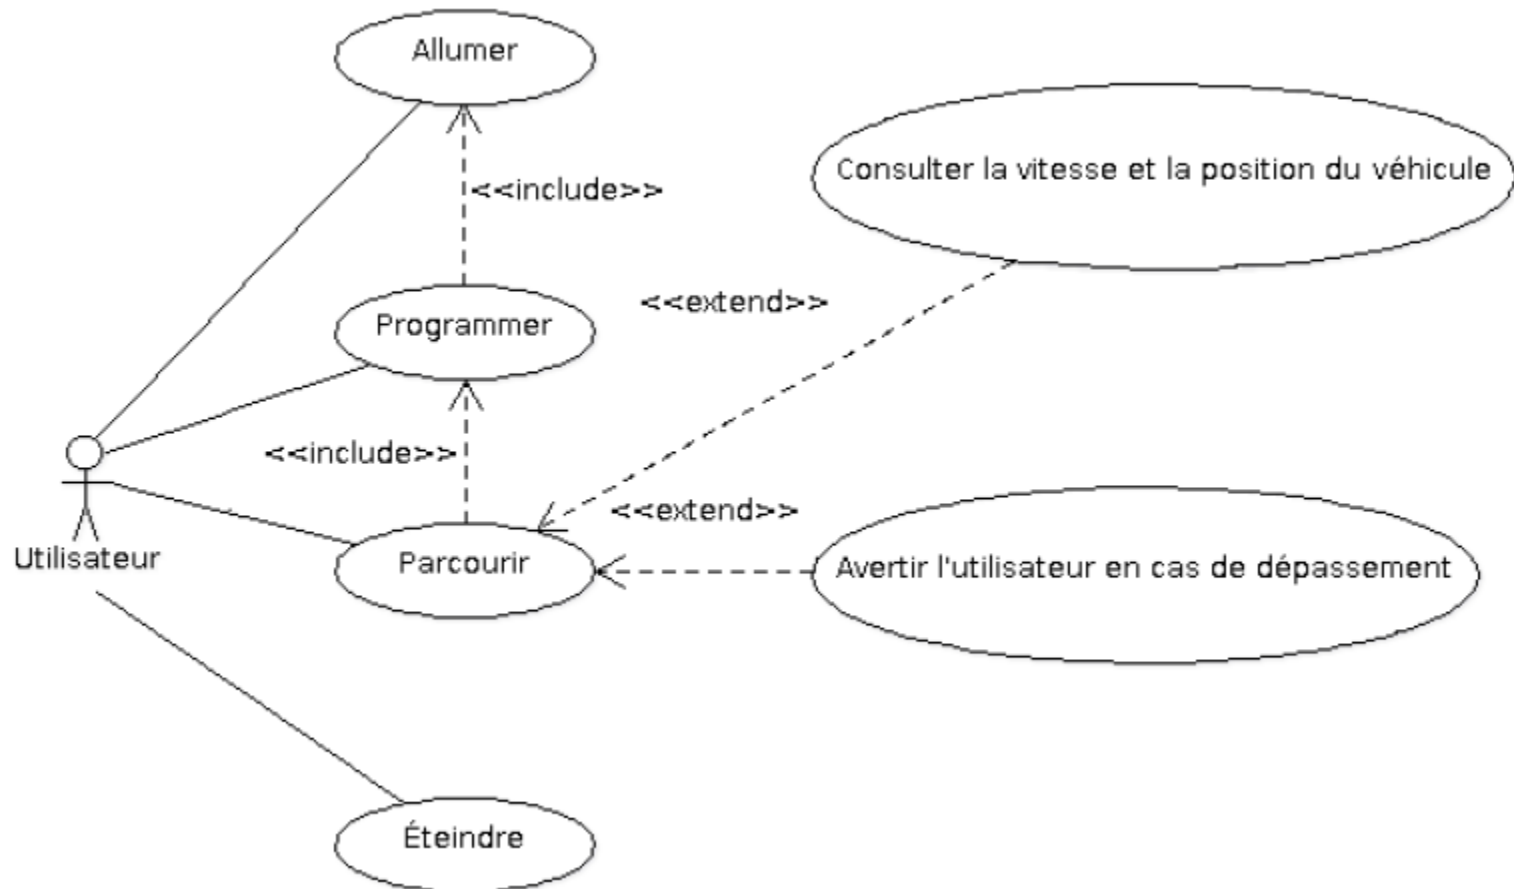 Allumer
Consulter la vitesse et la position du véhicule
<<include>>
<<extend>>
Programmer
<<include>>
<<extend>>
Utilisateur
Parcourir
Avertir l'utilisateur en cas de dépassement
Éteindre